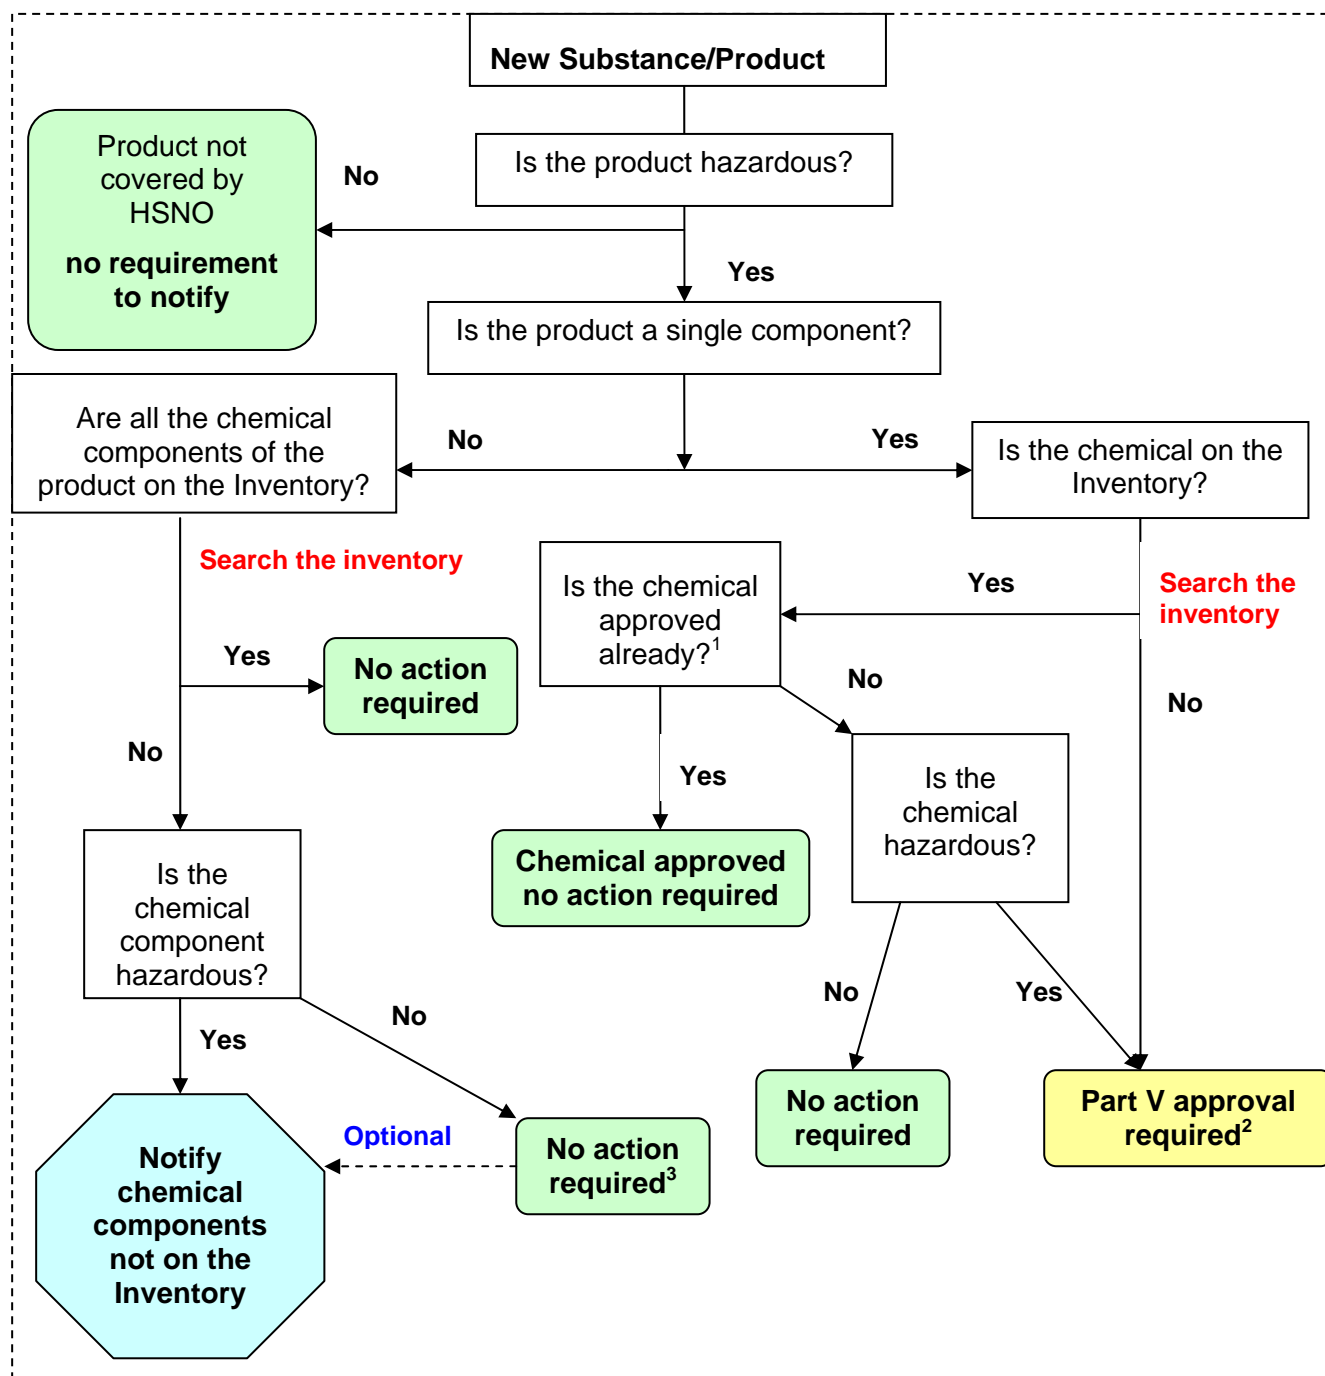 New Substance/Product
Product not
covered by
HSNO
no requirement
to notify
No
Is the product hazardous?
Yes
Is the product a single component?
Are all the chemical
components of the
product on the Inventory?
No
Yes
Is the chemical on the
Inventory?
Search the inventory
Is the chemical
approved
already?1
Yes
Search the
inventory
Yes
No action
required
No
No
No
Yes
Is the
chemical
hazardous?
Chemical approved
no action required
Is the
chemical
component
hazardous?
No
Yes
Yes
No
No action
required
Part V approval
required2
Optional
No action
required3
Notify
chemical
components
not on the
Inventory